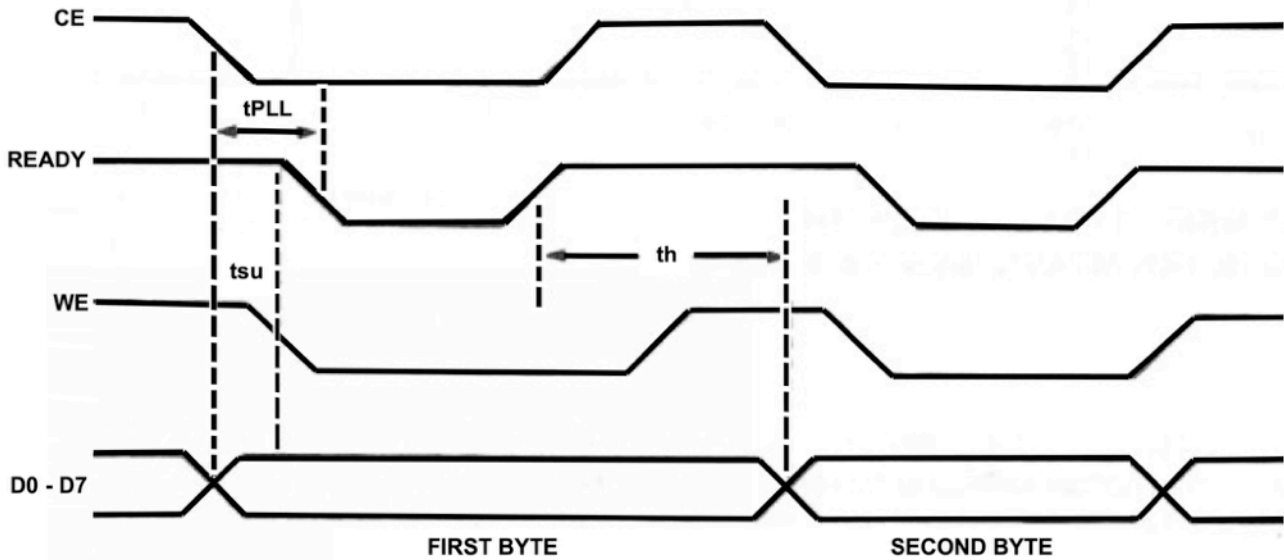 CE
tPLL
READY
th
tsu
WE
D0 - D7
FIRST BYTE SECOND BYTE